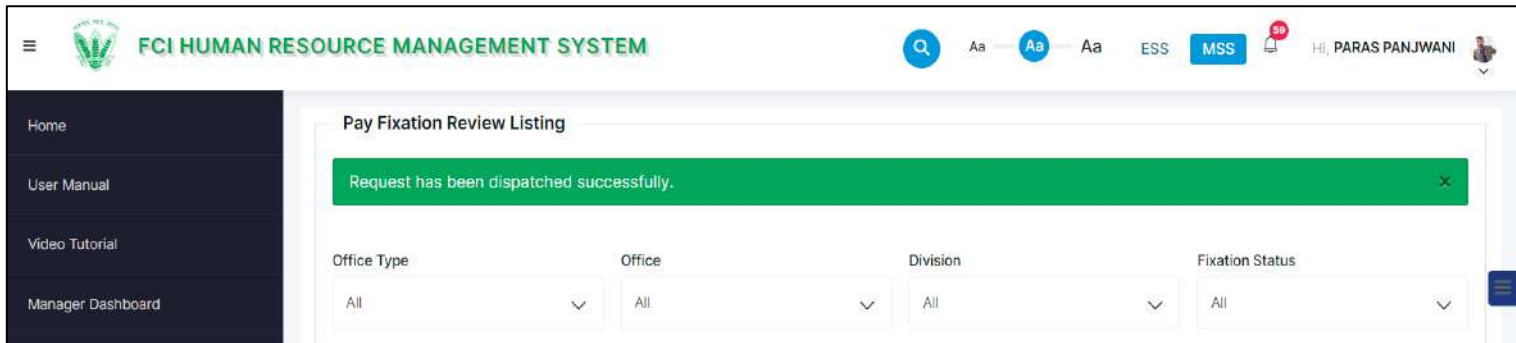 FCI HUMAN RESOURCE MANAGEMENT SYSTEM
Aa Aa Aa ESS MSS 59 Hi, PARAS PANJWANI
Home
User Manual
Video Tutorial
Manager Dashboard
Pay Fixation Review Listing
Request has been dispatched successfully. ×
Office Type Office Division Fixation Status
All All All All